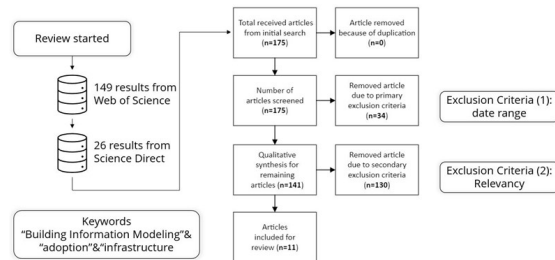 Review started
149 results from
Web of Science
26 results from
Science Direct
Keywords
“Building Information Modeling”&
“adoption”&“infrastructure
Total received articles
from initial search
(n=175)
Article removed
because of duplication
(n=0)
Number of
articles screened
(n=175)
Removed article
due to primary
exclusion criteria
(n=34)
Exclusion Criteria (1):
date range
Qualitative
synthesis for
remaining
articles (n=141)
Removed article
due to secondary
exclusion criteria
(n=130)
Exclusion Criteria (2):
Relevancy
Articles
included for
review (n=11)